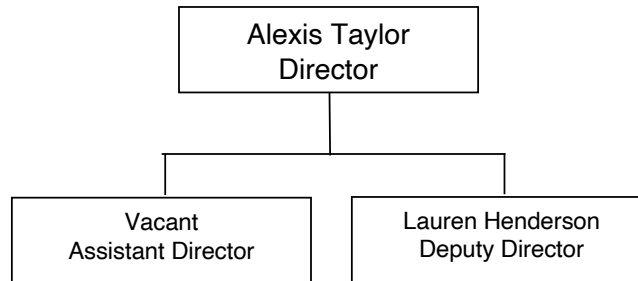 Alexis Taylor
Director
Vacant
Assistant Director
Lauren Henderson
Deputy Director